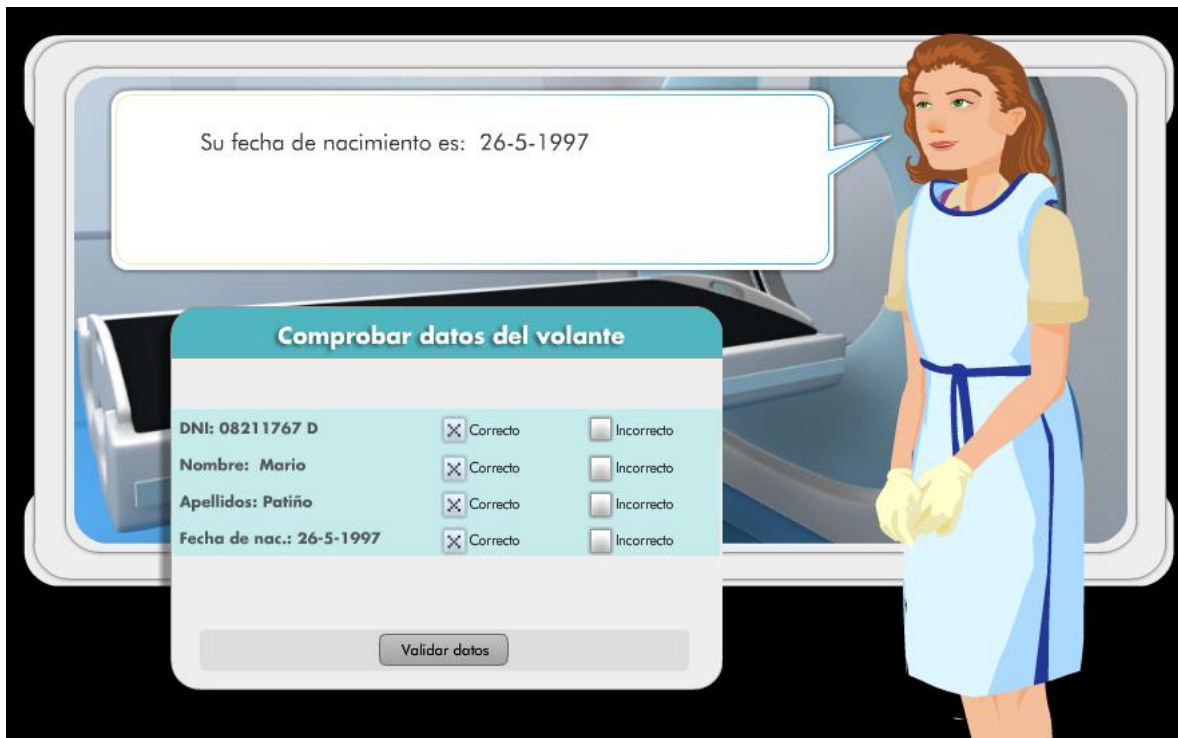 Su fecha de nacimiento es: 26-5-1997
Comprobar datos del volante
DNI: 08211767 D Correcto Incorrecto
Nombre: Mario Correcto Incorrecto
Apellidos: Patiño Correcto Incorrecto
Fecha de nac.: 26-5-1997 Correcto Incorrecto
Validar datos